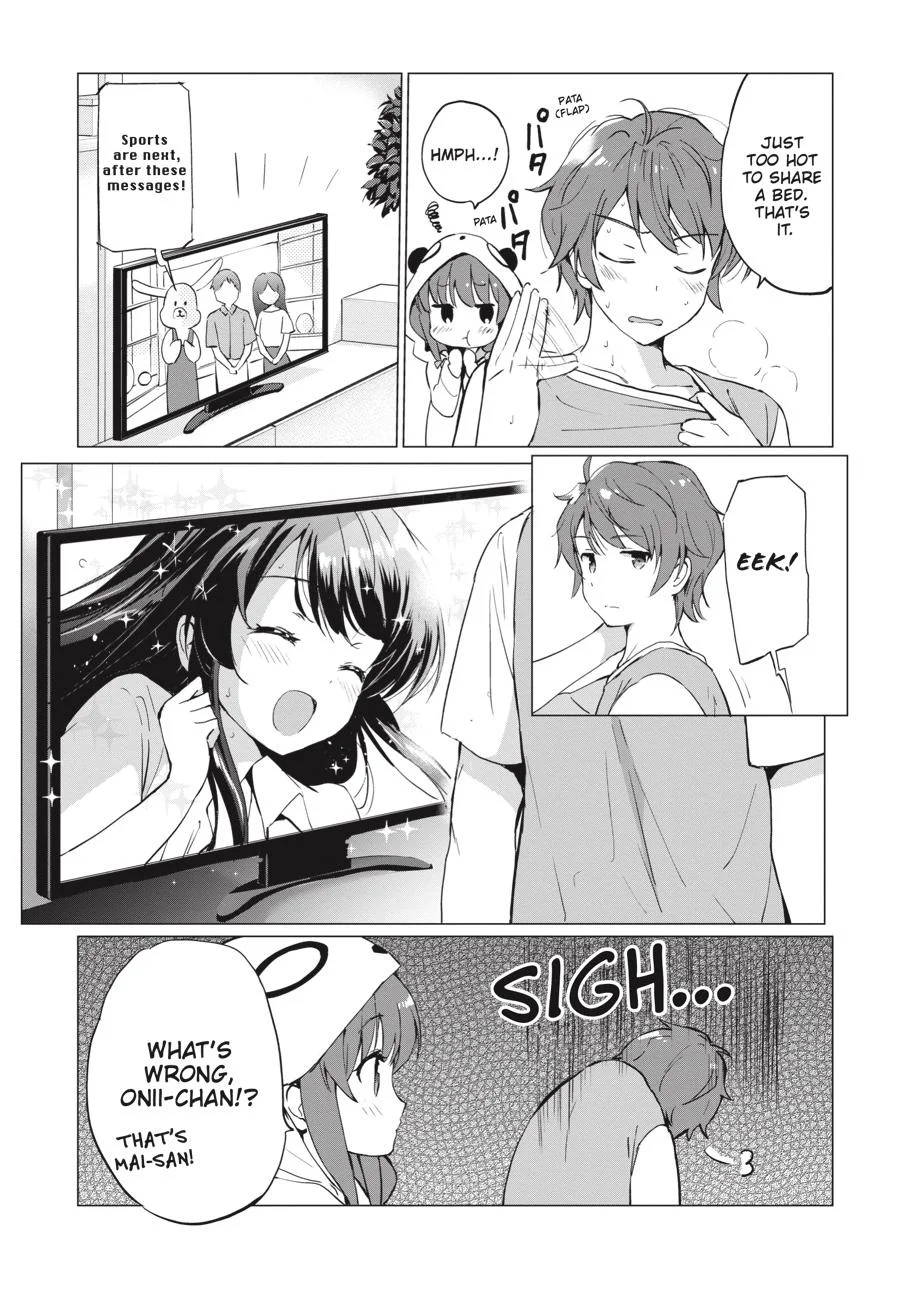 JUST
TOO HOT
TO SHARE
A BED.
THAT'S
IT.
PATA
(FLAP)
パタ
HMPH...!
PATA
パタ
Sports
are next,
after these
messages!
EEK!
SIGH...
WHAT'S
WRONG,
ONII-CHAN!?
THAT'S
MAI-SAN!